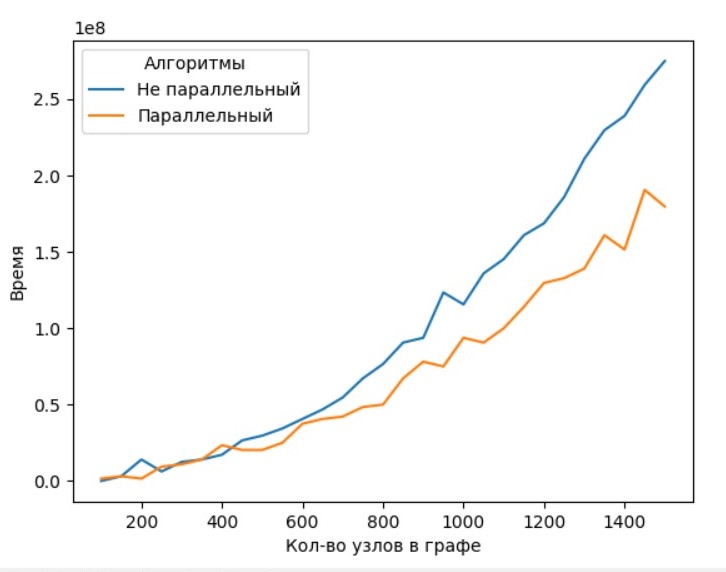 1e8
Алгоритмы
Не параллельный
Параллельный
2.5
2.0
1.5
1.0
0.5
0.0
Время
200 400 600 800 1000 1200 1400
Кол-во узлов в графе